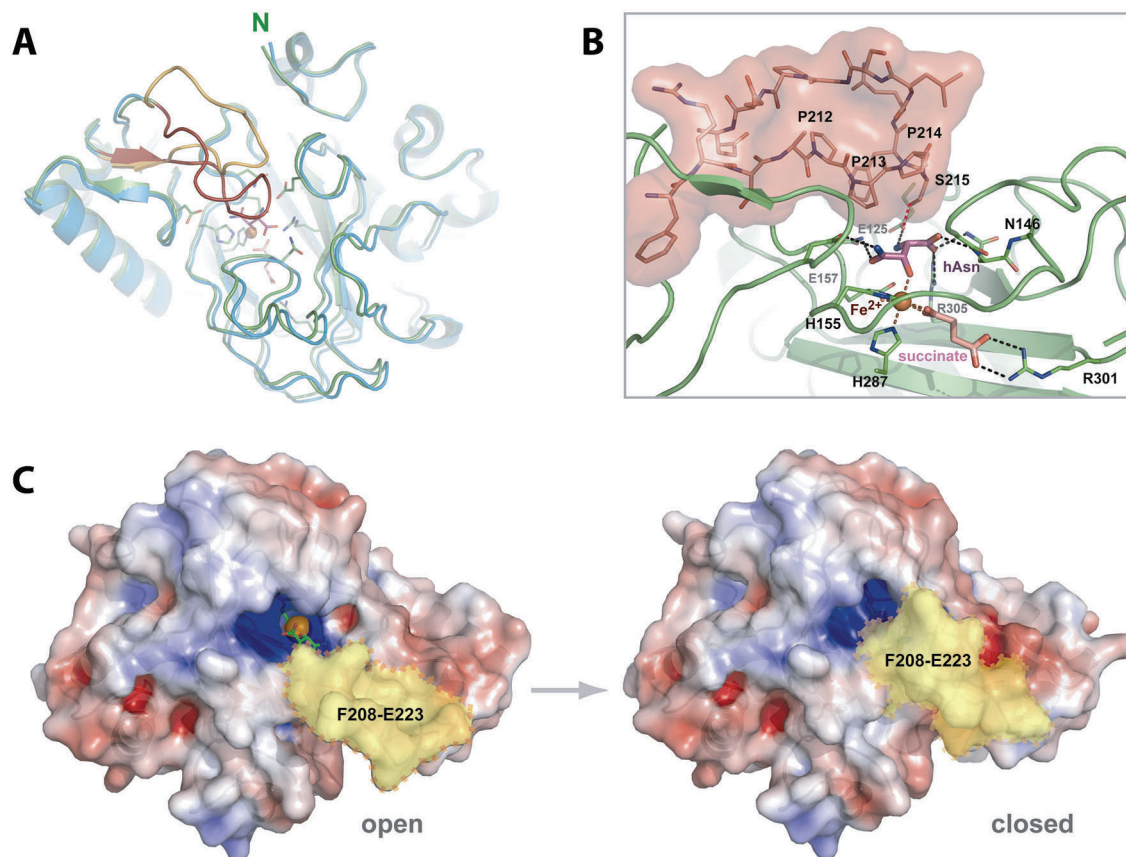 A
N
B
P212
P214
P213
S215
E125
N146
hAsn
E157
Fe2+
R305
H155
succinate
H287
R301
C
F208-E223
F208-E223
open
closed